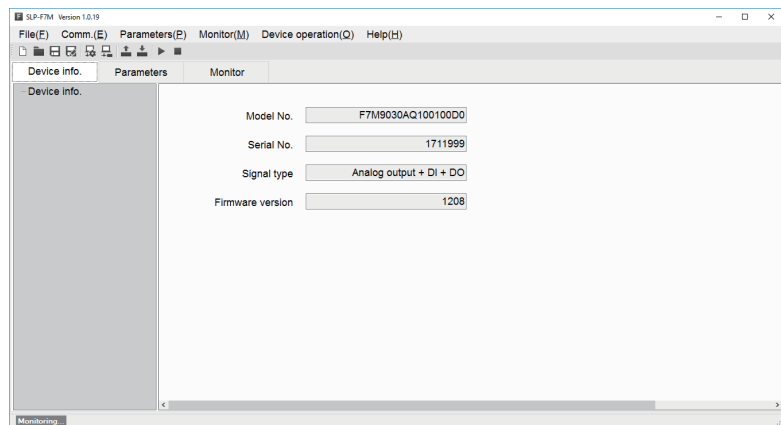 F SLP-F7M Version 1.0.19
File(F) Comm.(E) Parameters(P) Monitor(M) Device operation(O) Help(H)
Device info. Parameters Monitor
Device info.
Model No. F7M9030AQ100100D0
Serial No. 1711999
Signal type Analog output + DI + DO
Firmware version 1208
Monitoring...